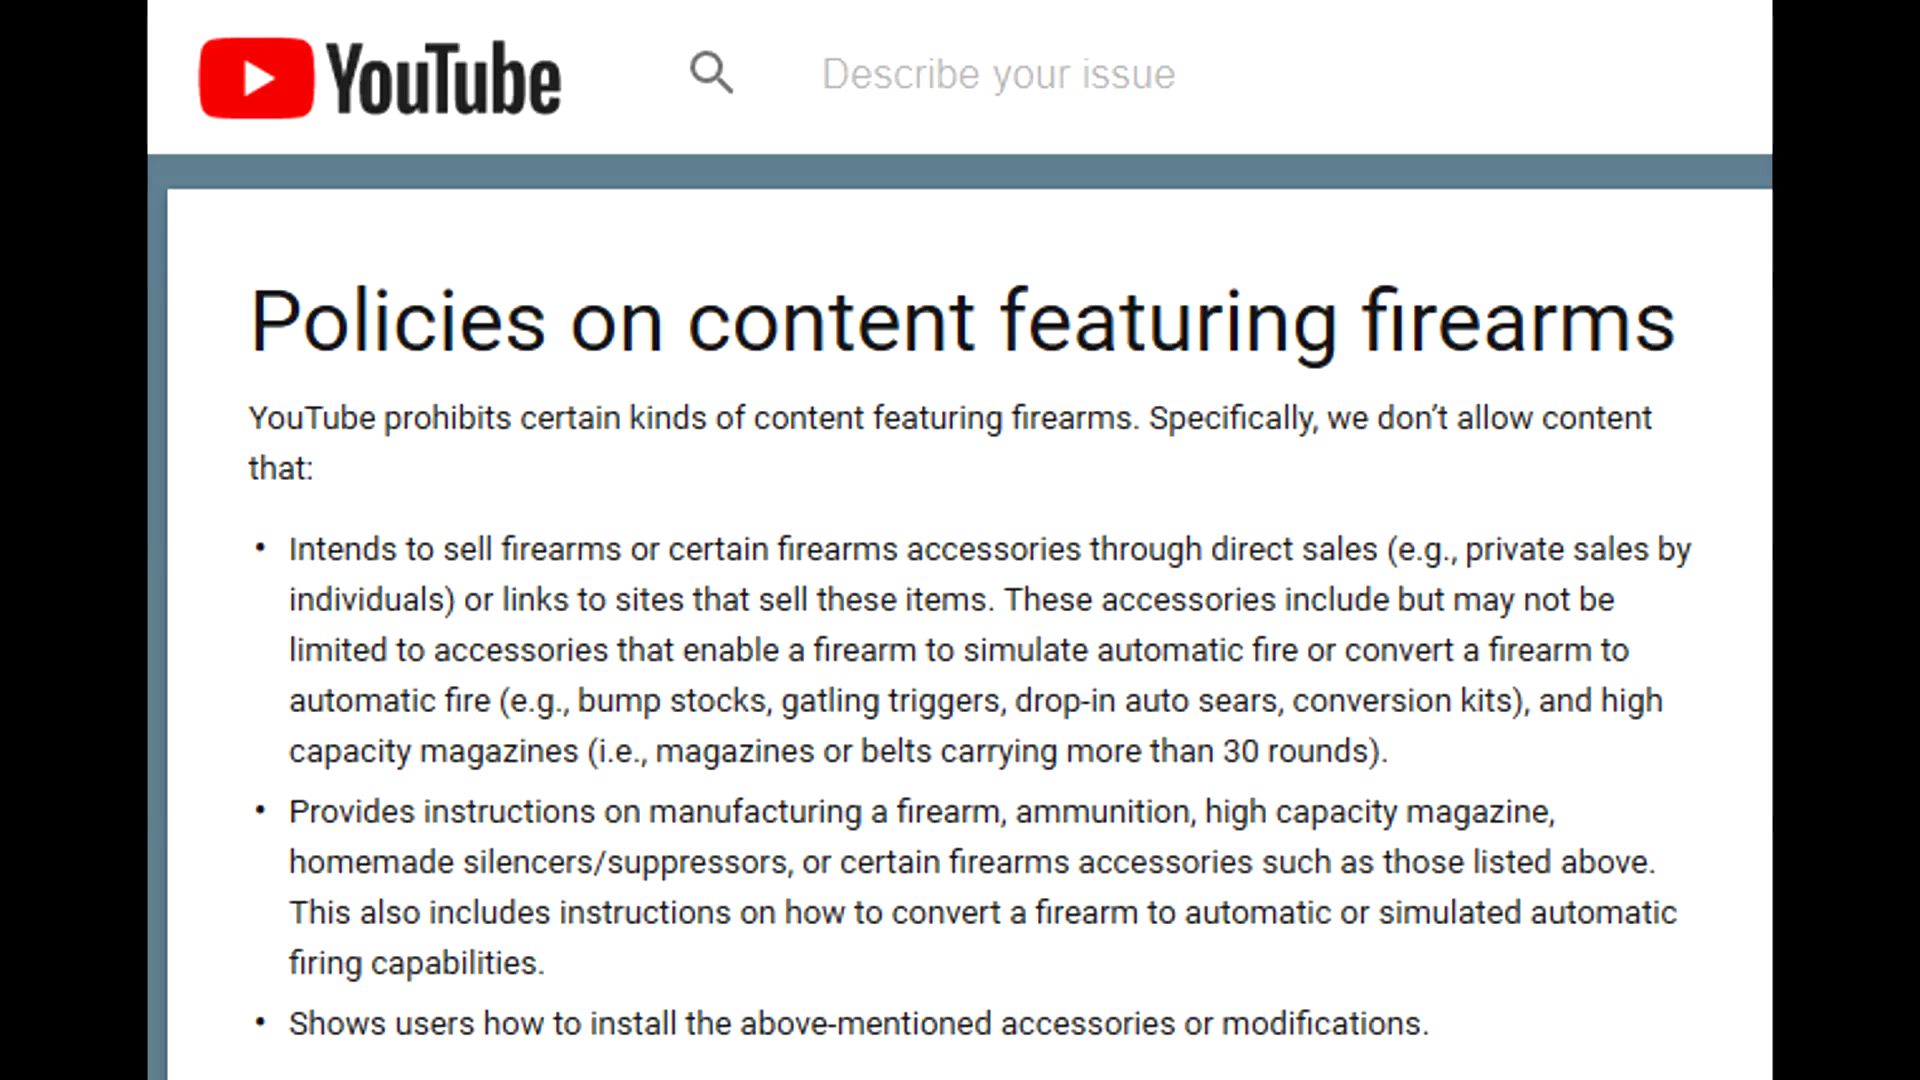 YouTube
Describe your issue
Policies on content featuring firearms
YouTube prohibits certain kinds of content featuring firearms. Specifically, we don’t allow content
that:
• Intends to sell firearms or certain firearms accessories through direct sales (e.g., private sales by
individuals) or links to sites that sell these items. These accessories include but may not be
limited to accessories that enable a firearm to simulate automatic fire or convert a firearm to
automatic fire (e.g., bump stocks, gatling triggers, drop-in auto sears, conversion kits), and high
capacity magazines (i.e., magazines or belts carrying more than 30 rounds).
• Provides instructions on manufacturing a firearm, ammunition, high capacity magazine,
homemade silencers/suppressors, or certain firearms accessories such as those listed above.
This also includes instructions on how to convert a firearm to automatic or simulated automatic
firing capabilities.
• Shows users how to install the above-mentioned accessories or modifications.